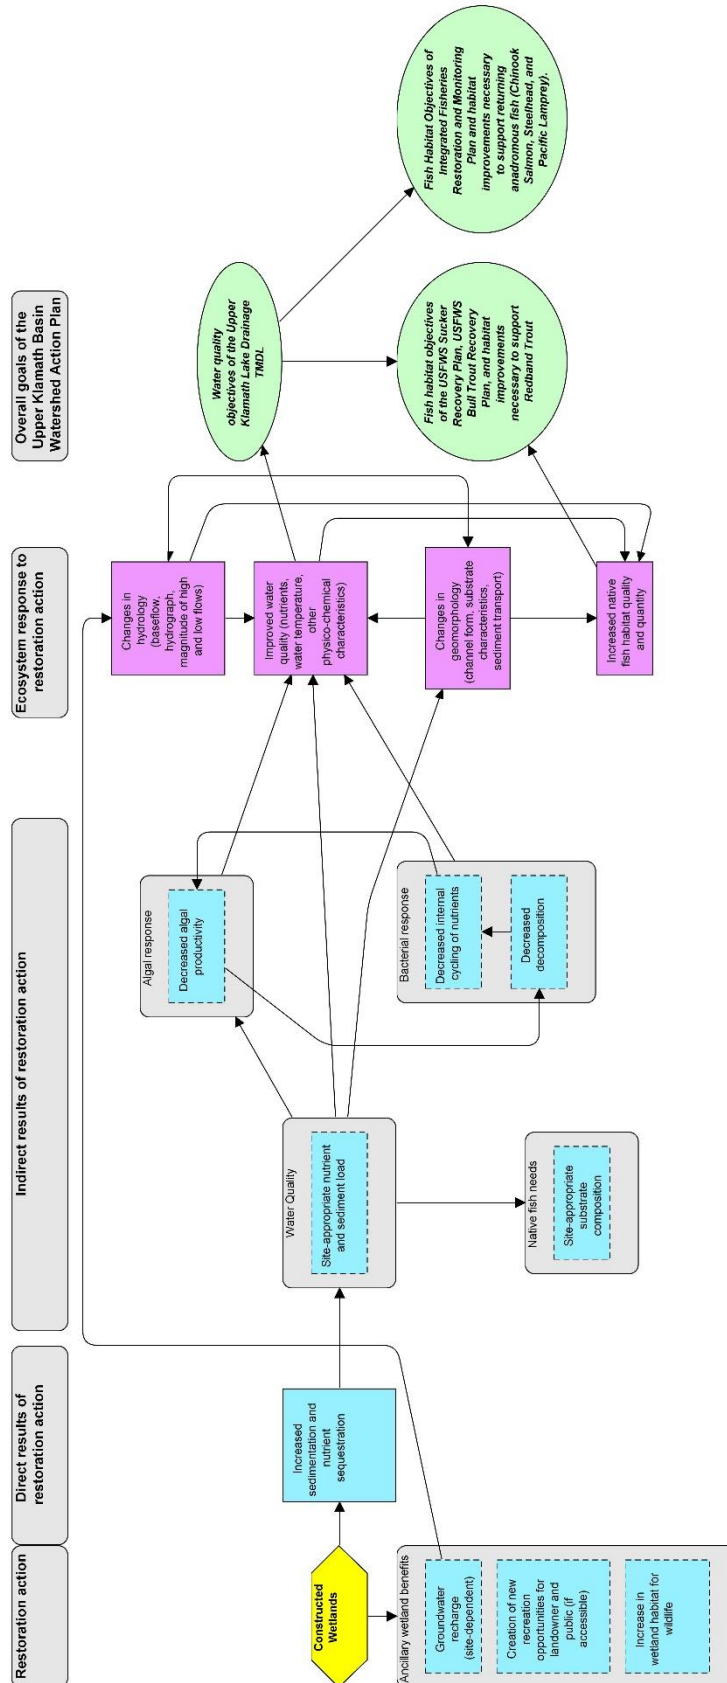 Restoration action
Direct results of
restoration action
Indirect results of restoration action
Ecosystem response to
restoration action
Overall goals of the
Upper Klamath Basin
Watershed Action Plan
Constructed
Wetlands
Ancillary wetland benefits
Groundwater
recharge
(site-dependent)
Creation of new
recreation
opportunities for
landowner and
public (if
accessible)
Increase in
wetland habitat for
wildlife
Increased
sedimentation and
nutrient
sequestration
Water Quality
Site-appropriate nutrient
and sediment load
Native fish needs
Site-appropriate
substrate
composition
Algal response
Decreased algal
productivity
Bacterial response
Decreased internal
cycling of nutrients
Decreased
decomposition
Changes in
hydrology
(baseflow,
hydrograph,
magnitude of high
and low flows)
Improved water
quality (nutrients,
water temperature,
other
physico-chemical
characteristics)
Changes in
geomorphology
(channel form, substrate
characteristics,
sediment transport)
Increased native
fish habitat quality
and quantity
Water quality
objectives of the Upper
Klamath Lake Drainage
TMDL
Fish habitat objectives
of the USFWS Sucker
Recovery Plan, USFWS
Bull Trout Recovery
Plan, and habitat
improvements
necessary to support
Redband Trout
Fish Habitat Objectives of
Integrated Fisheries
Restoration and Monitoring
Plan and habitat
improvements necessary
to support returning
anadromous fish (Chinook
Salmon, Steelhead, and
Pacific Lamprey).